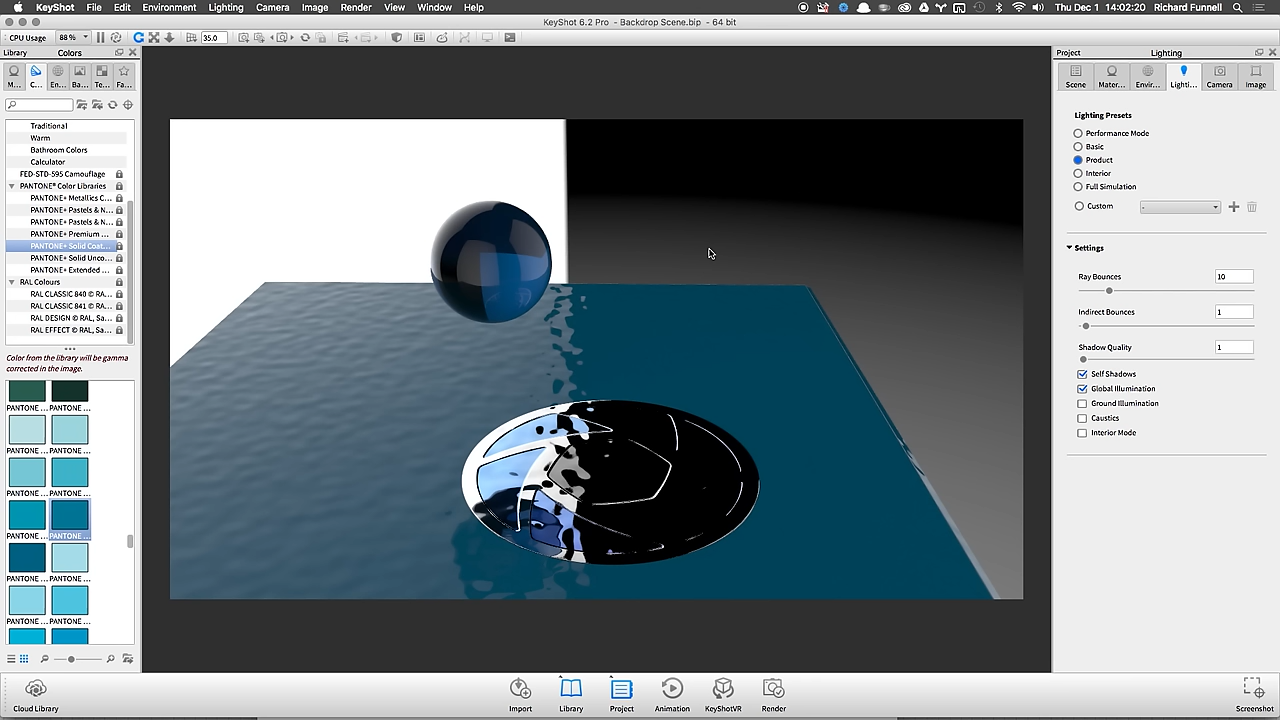 KeyShot File Edit Environment Lighting Camera Image Render View Window Help
Thu Dec 1 14:02:20 Richard Funnell
KeyShot 6.2 Pro - Backdrop Scene.bip - 64 bit
CPU Usage 88 % 35.0
Library Colors
M... C... En... Ba... Te... Fa...
Traditional
Warm
Bathroom Colors
Calculator
FED-STD-595 Camouflage
PANTONE® Color Libraries
PANTONE+ Metallics C...
PANTONE+ Pastels & N...
PANTONE+ Pastels & N...
PANTONE+ Premium ...
PANTONE+ Solid Coat...
PANTONE+ Solid Unco...
PANTONE+ Extended ...
RAL Colours
RAL CLASSIC 840 © RA...
RAL CLASSIC 841 © RA...
RAL DESIGN © RAL, Sa...
RAL EFFECT © RAL, Sa...
Color from the library will be gamma
corrected in the image.
PANTONE ... PANTONE ...
PANTONE ... PANTONE ...
PANTONE ... PANTONE ...
PANTONE ... PANTONE ...
PANTONE ... PANTONE ...
PANTONE ... PANTONE ...
Project Lighting
Scene Mater... Envir... Lighti... Camera Image
Lighting Presets
Performance Mode
Basic
Product
Interior
Full Simulation
Custom -
Settings
Ray Bounces 10
Indirect Bounces 1
Shadow Quality 1
Self Shadows
Global Illumination
Ground Illumination
Caustics
Interior Mode
Cloud Library Import Library Project Animation KeyShotVR Render Screenshot